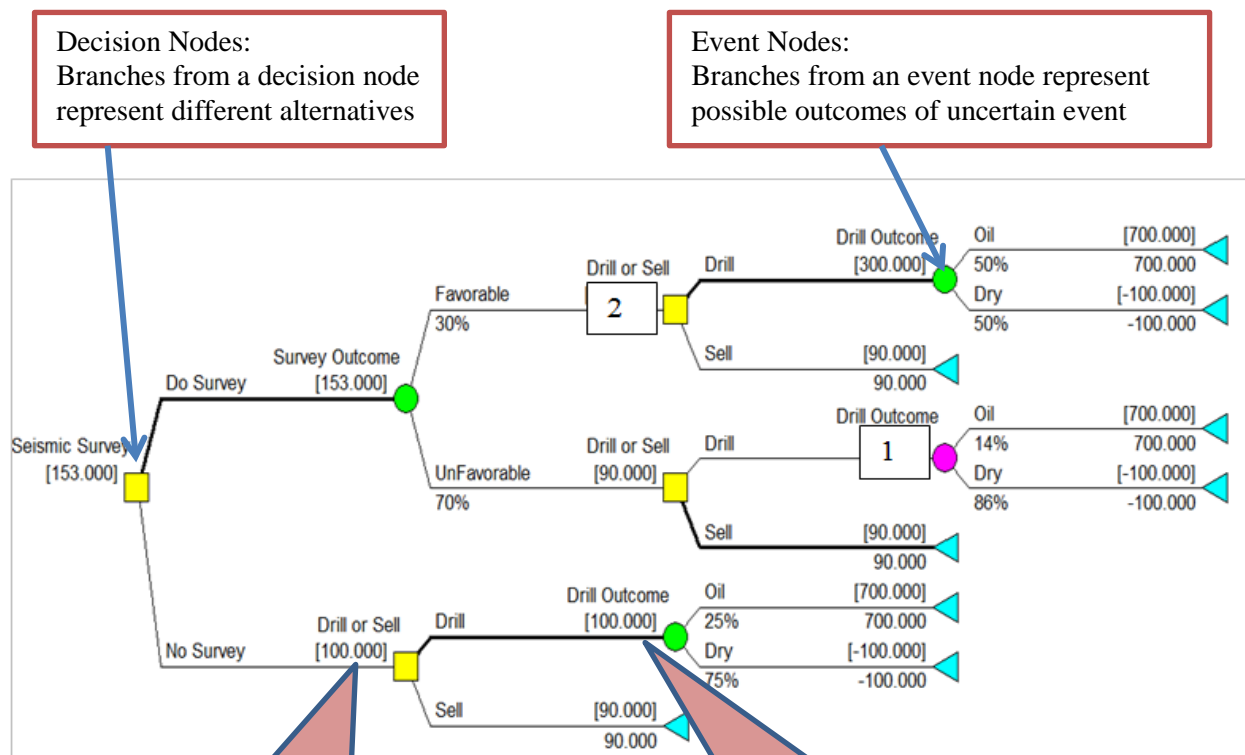 Decision Nodes:
Branches from a decision node
represent different alternatives
Event Nodes:
Branches from an event node represent
possible outcomes of uncertain event
Drill Outcome
[300.000]
Oil
[700.000]
50%
700.000
Dry
[-100.000]
50%
-100.000
Drill or Sell
2
Drill
Favorable
30%
Sell
[90.000]
90.000
Survey Outcome
[153.000]
Do Survey
Drill Outcome
1
Oil
[700.000]
14%
700.000
Dry
[-100.000]
86%
-100.000
Drill or Sell
[90.000]
Drill
Seismic Survey
[153.000]
UnFavorable
70%
Sell
[90.000]
90.000
Drill Outcome
[100.000]
Oil
[700.000]
25%
700.000
Dry
[-100.000]
75%
-100.000
Drill or Sell
[100.000]
Drill
No Survey
Sell
[90.000]
90.000